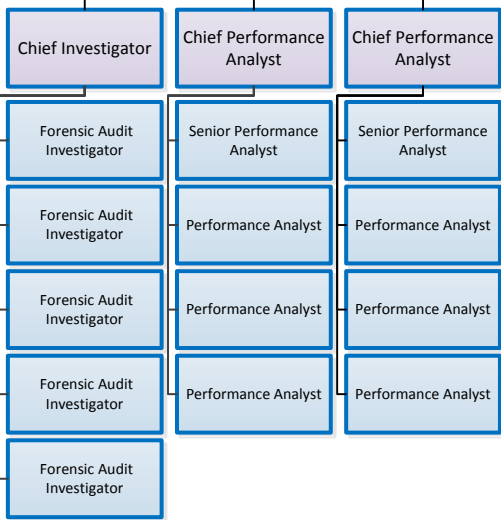 Chief Investigator
Forensic Audit
Investigator
Forensic Audit
Investigator
Forensic Audit
Investigator
Forensic Audit
Investigator
Forensic Audit
Investigator
Chief Performance
Analyst
Senior Performance
Analyst
Performance Analyst
Performance Analyst
Performance Analyst
Chief Performance
Analyst
Senior Performance
Analyst
Performance Analyst
Performance Analyst
Performance Analyst